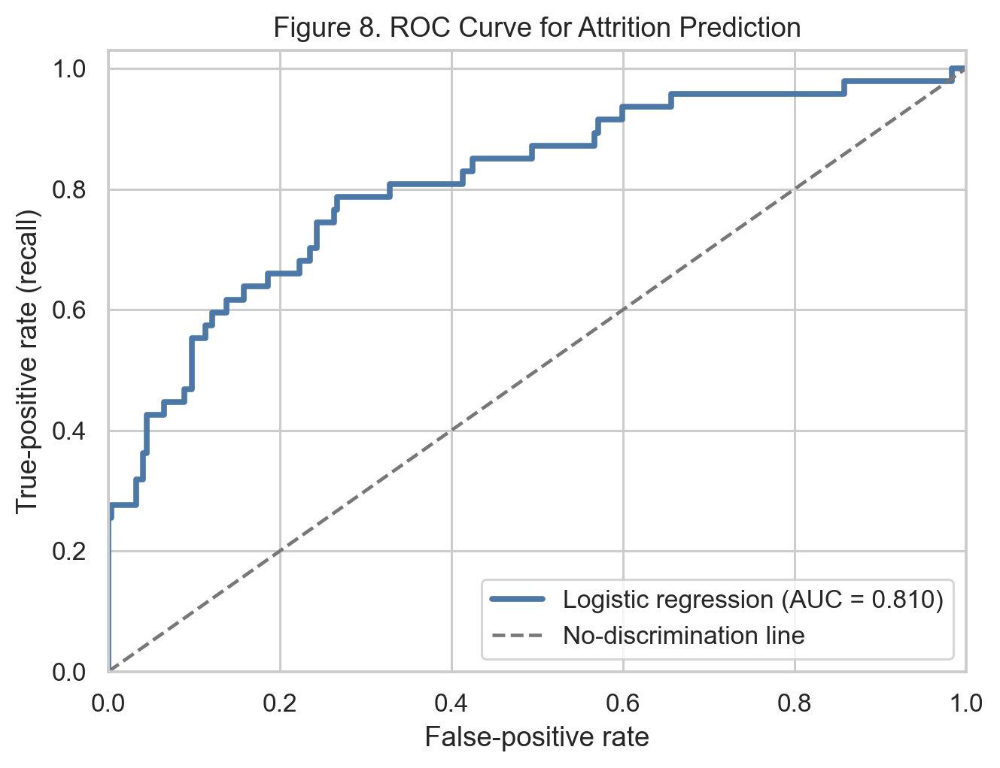 Figure 8. ROC Curve for Attrition Prediction
1.0
0.8
0.6
0.4
0.2
0.0
True-positive rate (recall)
Logistic regression (AUC = 0.810)
No-discrimination line
0.0 0.2 0.4 0.6 0.8 1.0
False-positive rate